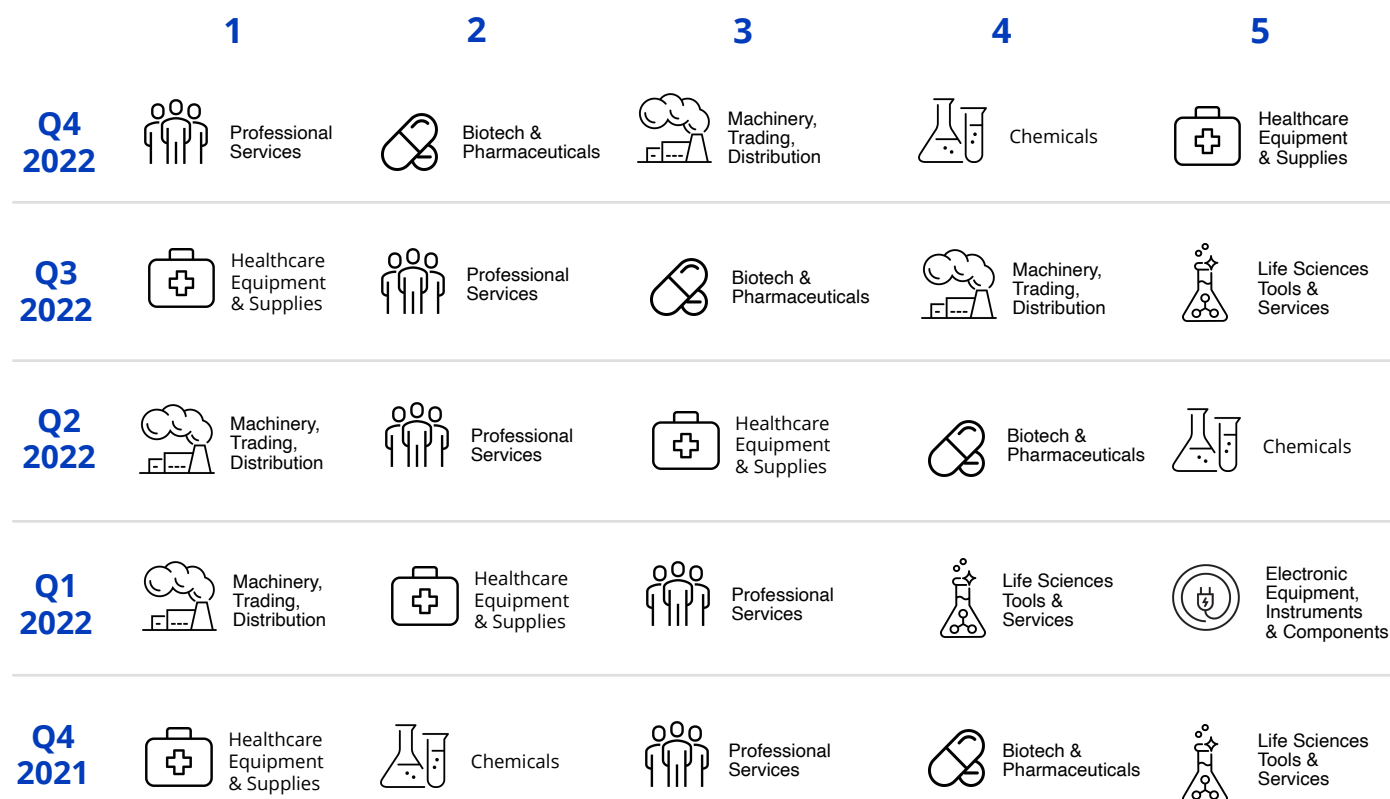 1 2 3 4 5
Q4
2022
Professional
Services
Biotech &
Pharmaceuticals
Machinery,
Trading,
Distribution
Chemicals
Healthcare
Equipment
& Supplies
Q3
2022
Healthcare
Equipment
& Supplies
Professional
Services
Biotech &
Pharmaceuticals
Machinery,
Trading,
Distribution
Life Sciences
Tools &
Services
Q2
2022
Machinery,
Trading,
Distribution
Professional
Services
Healthcare
Equipment
& Supplies
Biotech &
Pharmaceuticals
Chemicals
Q1
2022
Machinery,
Trading,
Distribution
Healthcare
Equipment
& Supplies
Professional
Services
Life Sciences
Tools &
Services
Electronic
Equipment,
Instruments
& Components
Q4
2021
Healthcare
Equipment
& Supplies
Chemicals
Professional
Services
Biotech &
Pharmaceuticals
Life Sciences
Tools &
Services